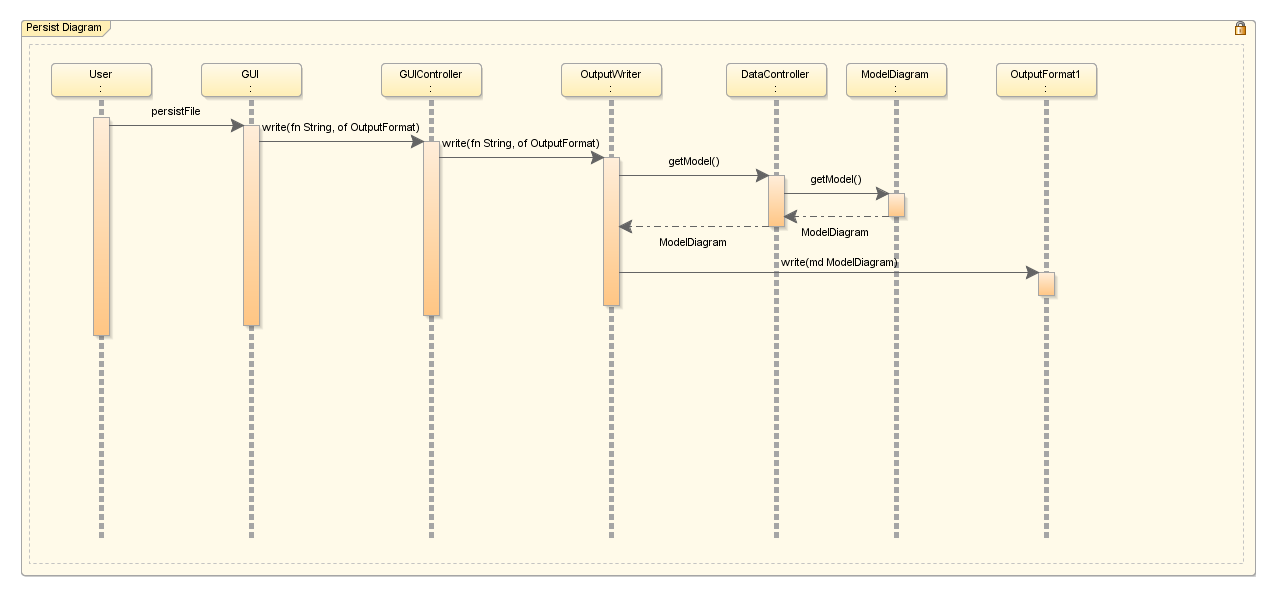 Persist Diagram
User
:
GUI
:
GUIController
:
OutputWriter
:
DataController
:
ModelDiagram
:
OutputFormat1
:
persistFile
write(fn String, of OutputFormat)
write(fn String, of OutputFormat)
getModel()
getModel()
ModelDiagram
ModelDiagram
write(md ModelDiagram)